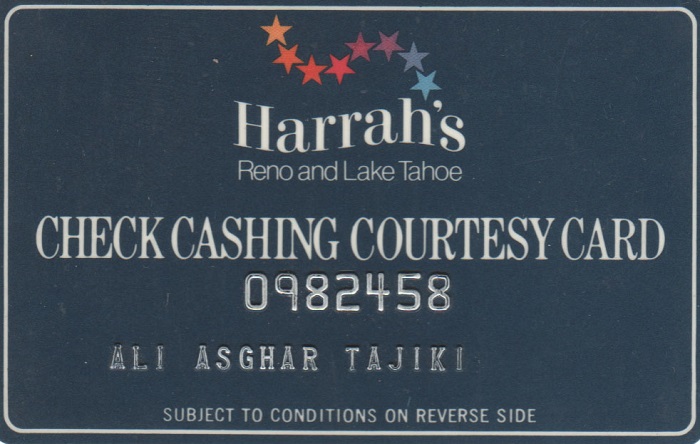 Harrah's
Reno and Lake Tahoe
CHECK CASHING COURTESY CARD
0982458
ALI ASGHAR TAJIKI
SUBJECT TO CONDITIONS ON REVERSE SIDE